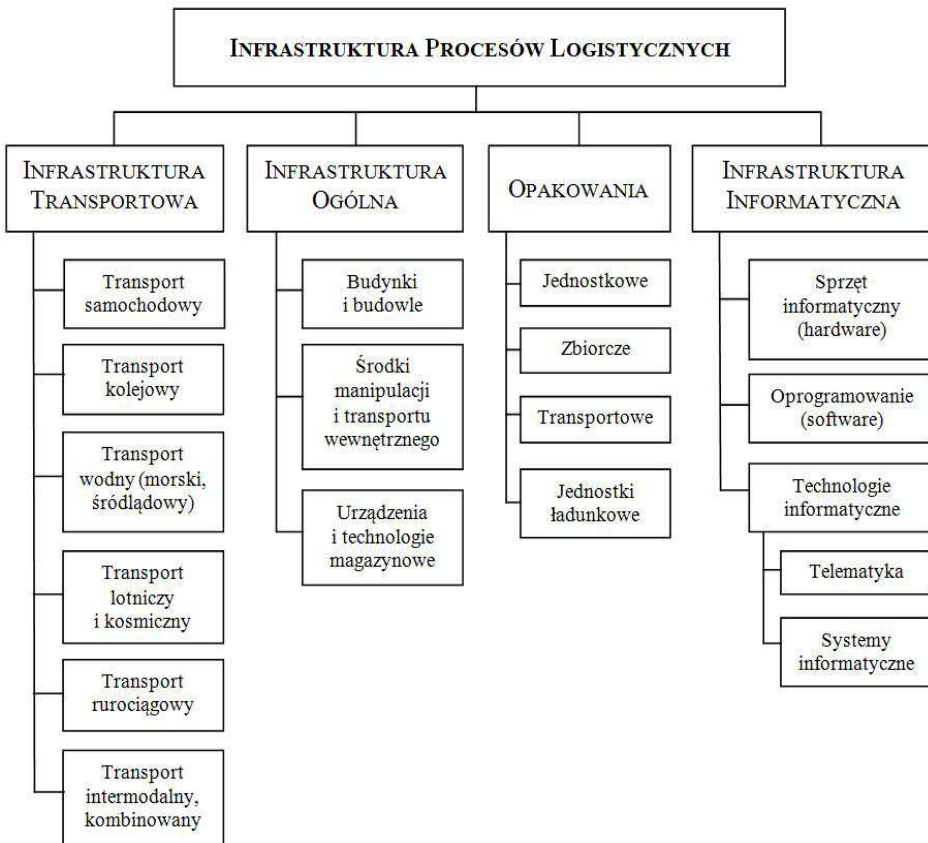 INFRASTRUKTURA PROCESÓW LOGISTYCZNYCH
INFRASTRUKTURA
TRANSPORTOWA
Transport
samochodowy
Transport
kolejowy
Transport
wodny (morski,
śródlądowy)
Transport
lotniczy
i kosmiczny
Transport
rurociągowy
Transport
intermodalny,
kombinowany
INFRASTRUKTURA
OGÓLNA
Budynki
i budowle
Środki
manipulacji
i transportu
wewnętrznego
Urządzenia
i technologie
magazynowe
OPAKOWANIA
Jednostkowe
Zbiorcze
Transportowe
Jednostki
ładunkowe
INFRASTRUKTURA
INFORMATYCZNA
Sprzęt
informatyczny
(hardware)
Oprogramowanie
(software)
Technologie
informatyczne
Telematyka
Systemy
informatyczne